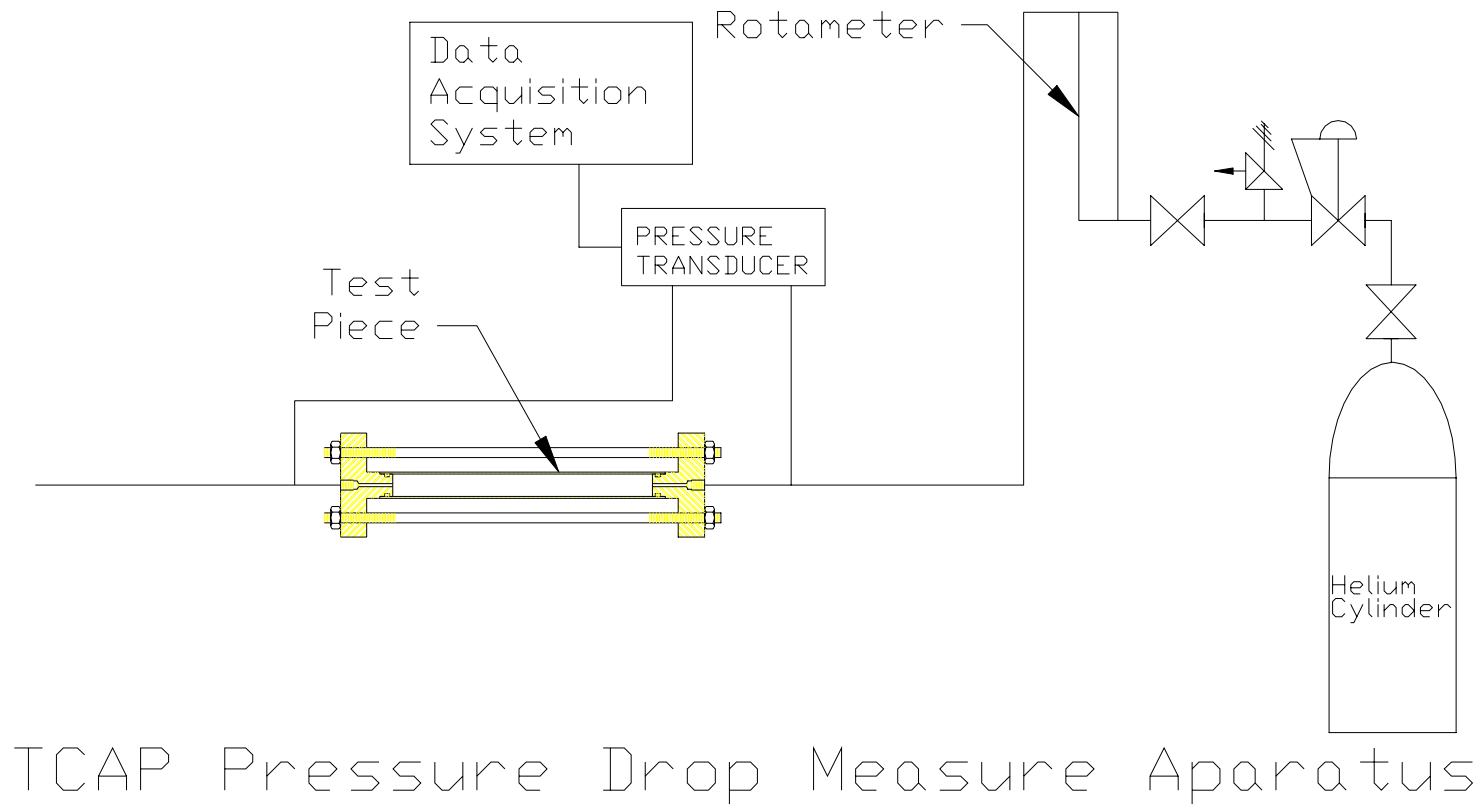 Rotameter
Data
Acquisition
System
PRESSURE
TRANSDUCER
Test
Piece
Helium
Cylinder
TCAP Pressure Drop Measure Aparatus